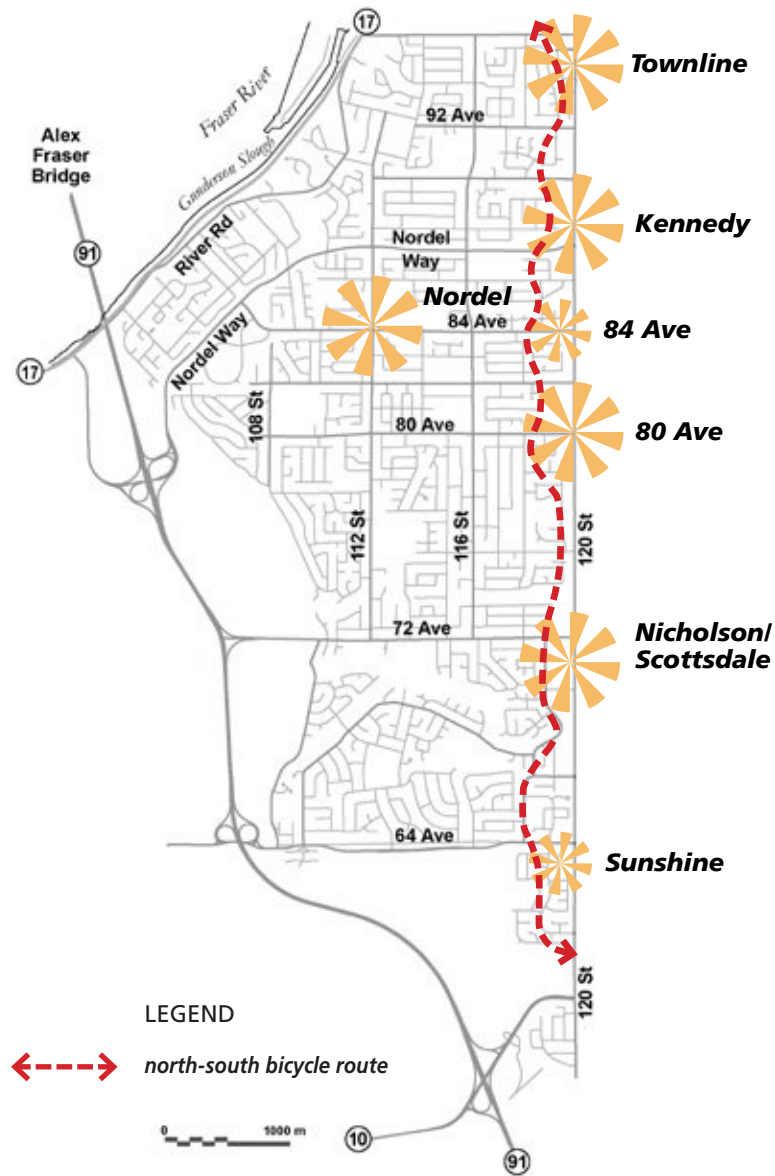 17
Townline
Fraser River
92 Ave
Alex
Fraser
Bridge
Gunderson Slough
Kennedy
River Rd
Nordel
Way
91
Nordel
84 Ave
84 Ave
17
Nordel Way
108 St
80 Ave
80 Ave
112 St
116 St
120 St
72 Ave
Nicholson/
Scottsdale
64 Ave
Sunshine
120 St
LEGEND
north-south bicycle route
0 1000 m
10
91